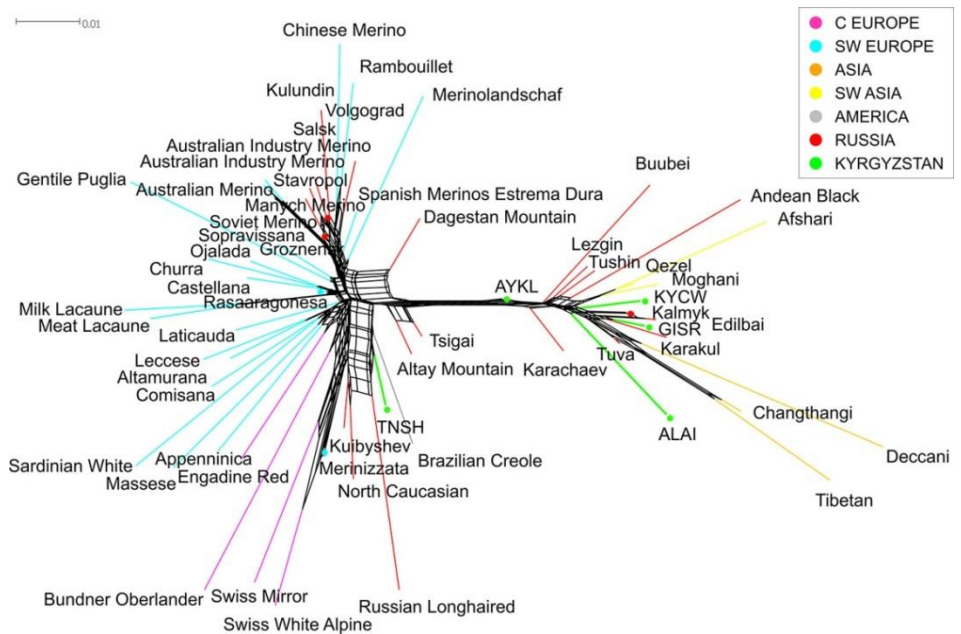 0.01
C EUROPE
SW EUROPE
ASIA
SW ASIA
AMERICA
RUSSIA
KYRGYZSTAN
Chinese Merino
Rambouillet
Kulundin
Merinolandschaf
Volgograd
Salsk
Australian Industry Merino
Australian Industry Merino
Gentile Puglia
Stavropol
Australian Merino
Spanish Merinos Estrema Dura
Manych Merino
Dagestan Mountain
Soviet Merino
Sopravissana
Groznensk
Ojalada
Churra
Castellana
Rasaaragonesa
Milk Lacaune
Meat Lacaune
Laticauda
Leccese
Altamurana
Comisana
Sardinian White
Massese
Appenninica
Engadine Red
Bundner Oberlander
Swiss Mirror
Swiss White Alpine
Tsigai
Altay Mountain
TNSH
Kuibyshev
Merinizzata
Brazilian Creole
North Caucasian
Russian Longhaired
AYKL
Buubei
Andean Black
Afshari
Lezgin
Tushin
Qezel
Moghani
KYCW
Kalmyk
GISR
Edilbai
Karakul
Karachaev
Tuva
Changthangi
ALAI
Deccani
Tibetan